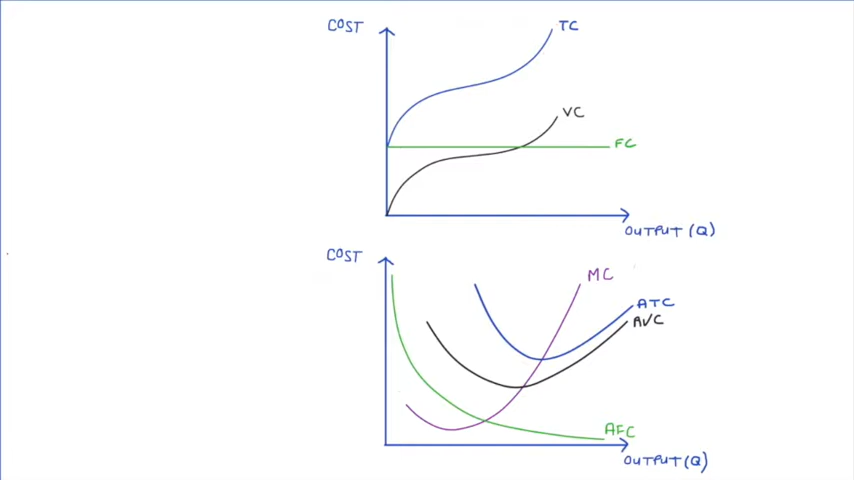 COST
TC
VC
FC
OUTPUT (Q)
COST
MC
ATC
AVC
AFC
OUTPUT (Q)